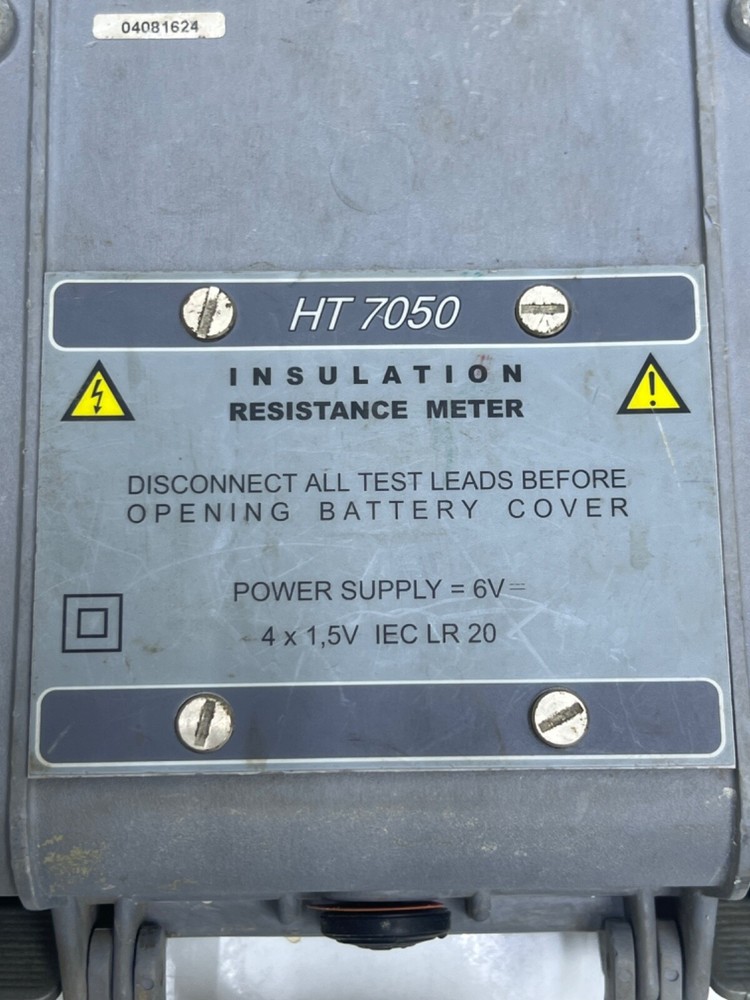 04081624
HT 7050
INSULATION
RESISTANCE METER
DISCONNECT ALL TEST LEADS BEFORE
OPENING BATTERY COVER
POWER SUPPLY = 6V⎓
4 x 1,5V IEC LR 20